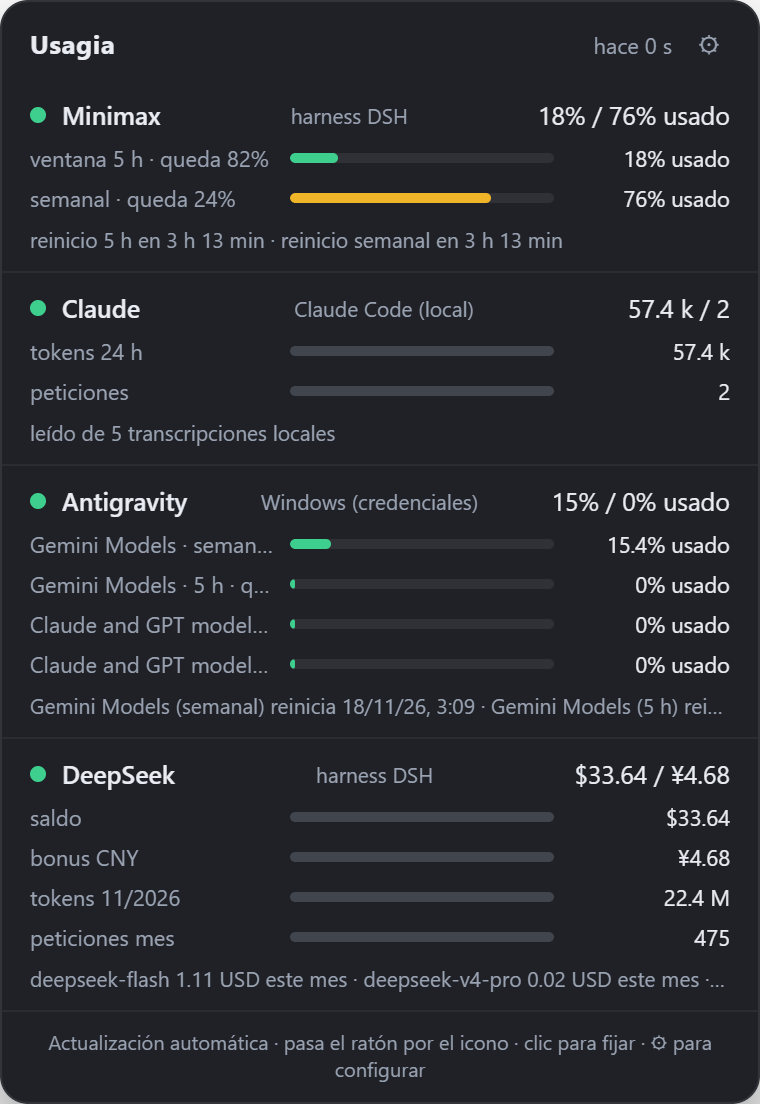 Usagia hace 0 s ⚙
Minimax harness DSH 18% / 76% usado
ventana 5 h · queda 82% 18% usado
semanal · queda 24% 76% usado
reinicio 5 h en 3 h 13 min · reinicio semanal en 3 h 13 min
Claude Claude Code (local) 57.4 k / 2
tokens 24 h 57.4 k
peticiones 2
leído de 5 transcripciones locales
Antigravity Windows (credenciales) 15% / 0% usado
Gemini Models · seman... 15.4% usado
Gemini Models · 5 h · q... 0% usado
Claude and GPT model... 0% usado
Claude and GPT model... 0% usado
Gemini Models (semanal) reinicia 18/11/26, 3:09 · Gemini Models (5 h) rei...
DeepSeek harness DSH $33.64 / ¥4.68
saldo $33.64
bonus CNY ¥4.68
tokens 11/2026 22.4 M
peticiones mes 475
deepseek-flash 1.11 USD este mes · deepseek-v4-pro 0.02 USD este mes ·...
Actualización automática · pasa el ratón por el icono · clic para fijar · ⚙ para
configurar